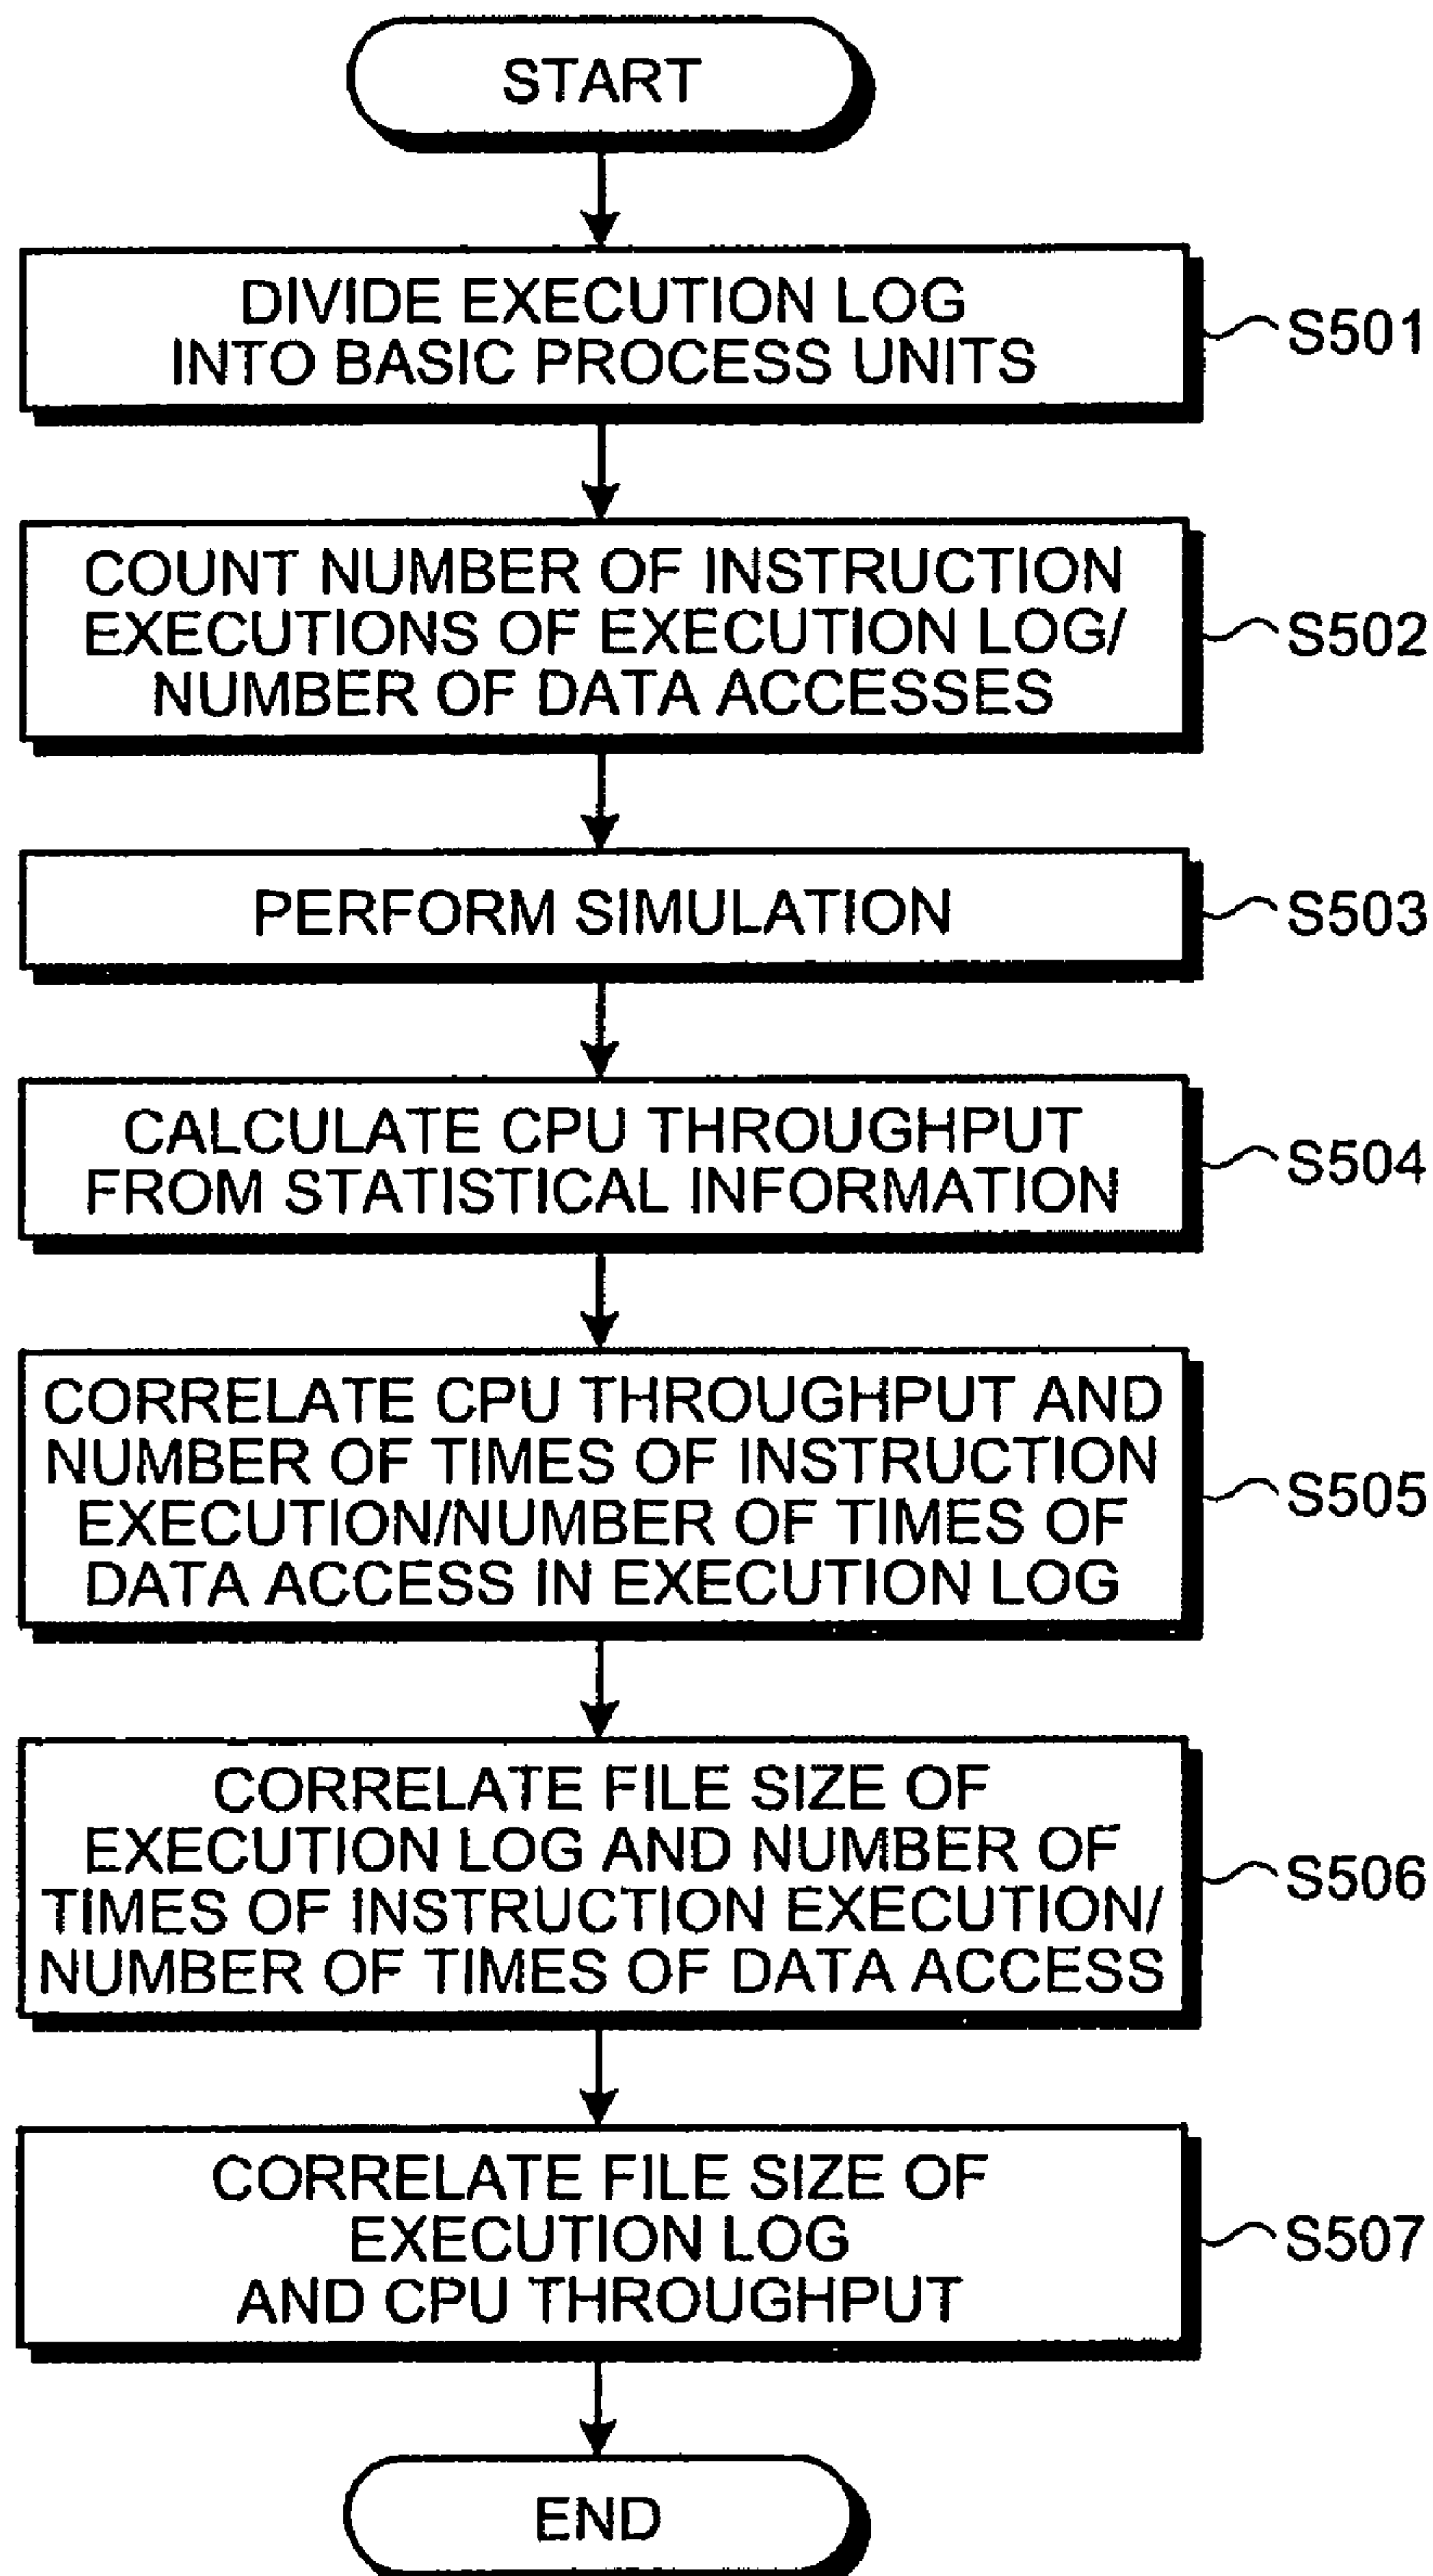 START
DIVIDE EXECUTION LOG
INTO BASIC PROCESS UNITS
S501
COUNT NUMBER OF INSTRUCTION
EXECUTIONS OF EXECUTION LOG/
NUMBER OF DATA ACCESSES
S502
PERFORM SIMULATION
S503
CALCULATE CPU THROUGHPUT
FROM STATISTICAL INFORMATION
S504
CORRELATE CPU THROUGHPUT AND
NUMBER OF TIMES OF INSTRUCTION
EXECUTION/NUMBER OF TIMES OF
DATA ACCESS IN EXECUTION LOG
S505
CORRELATE FILE SIZE OF
EXECUTION LOG AND NUMBER OF
TIMES OF INSTRUCTION EXECUTION/
NUMBER OF TIMES OF DATA ACCESS
S506
CORRELATE FILE SIZE OF
EXECUTION LOG
AND CPU THROUGHPUT
S507
END